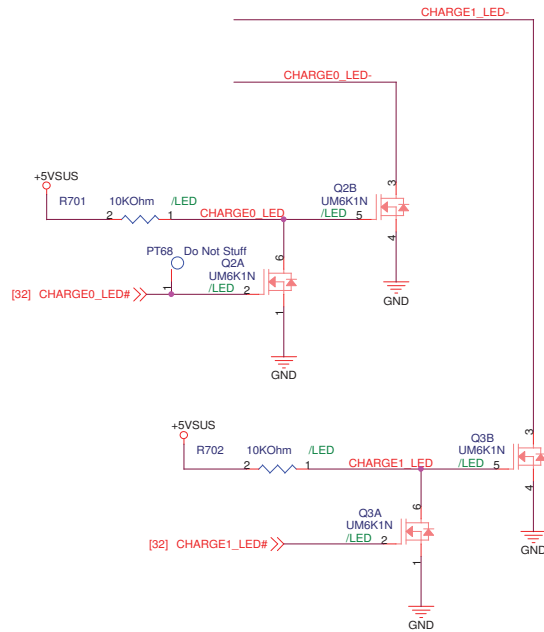 CHARGE1_LED-
CHARGE0_LED-
+5VSUS
R701 10KOhm /LED
2 1 CHARGE0_LED
Q2B
UM6K1N
/LED 5
3
4
GND
PT68 Do Not Stuff
1
Q2A
UM6K1N
/LED 2
6
1
[32] CHARGE0_LED#
GND
+5VSUS
R702 10KOhm /LED
2 1 CHARGE1_LED
Q3B
UM6K1N
/LED 5
3
4
GND
Q3A
UM6K1N
/LED 2
6
1
[32] CHARGE1_LED#
GND